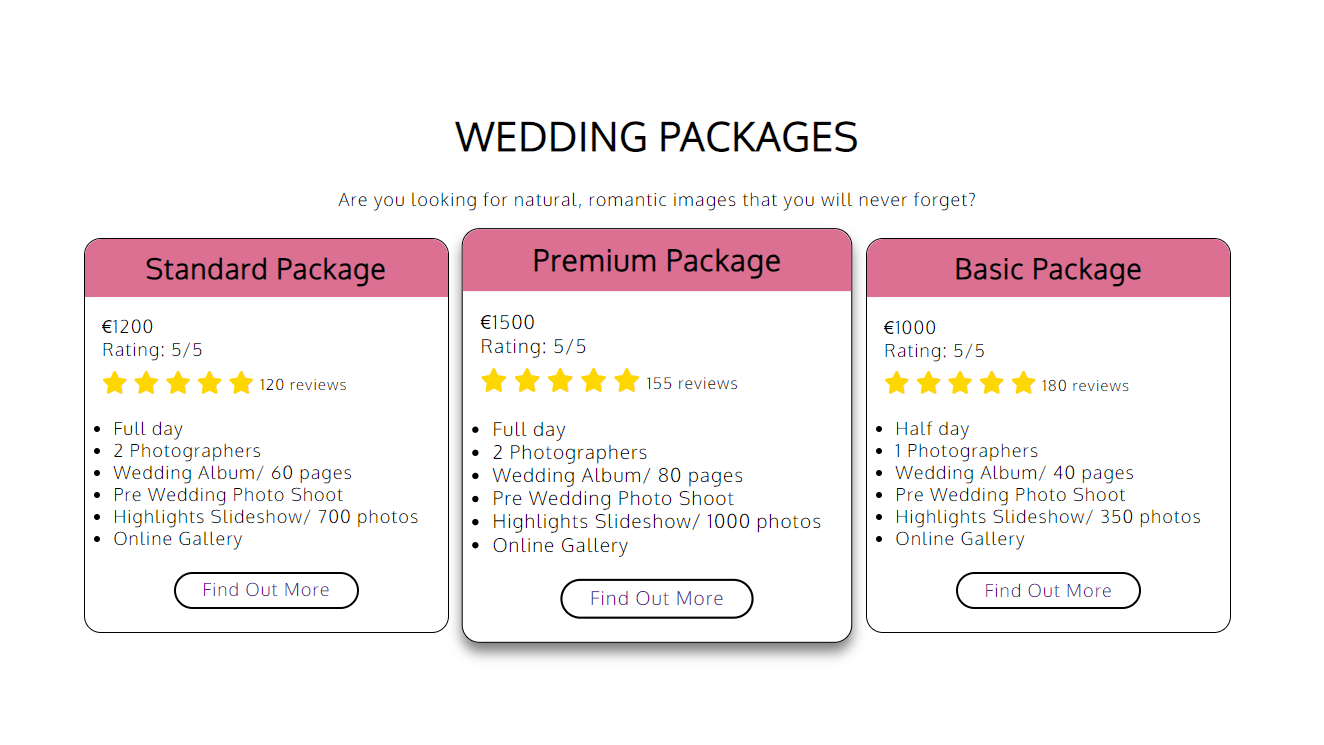 WEDDING PACKAGES
Are you looking for natural, romantic images that you will never forget?
Standard Package
€1200
Rating: 5/5
120 reviews
Full day
2 Photographers
Wedding Album/ 60 pages
Pre Wedding Photo Shoot
Highlights Slideshow/ 700 photos
Online Gallery
Find Out More
Premium Package
€1500
Rating: 5/5
155 reviews
Full day
2 Photographers
Wedding Album/ 80 pages
Pre Wedding Photo Shoot
Highlights Slideshow/ 1000 photos
Online Gallery
Find Out More
Basic Package
€1000
Rating: 5/5
180 reviews
Half day
1 Photographers
Wedding Album/ 40 pages
Pre Wedding Photo Shoot
Highlights Slideshow/ 350 photos
Online Gallery
Find Out More